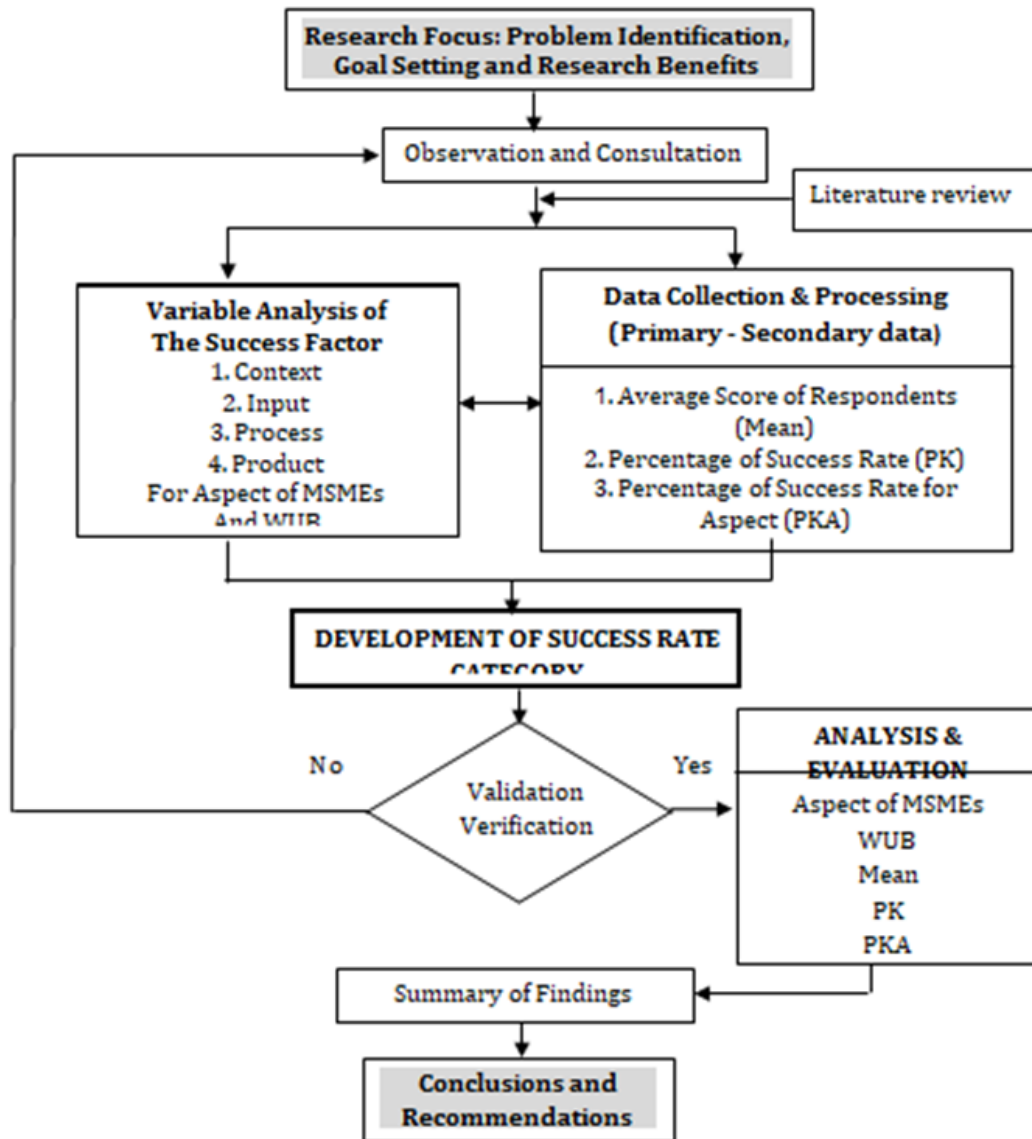 Research Focus: Problem Identification,
Goal Setting and Research Benefits
Observation and Consultation
Literature review
Variable Analysis of
The Success Factor
1. Context
2. Input
3. Process
4. Product
For Aspect of MSMEs
And WUB
Data Collection & Processing
(Primary - Secondary data)
1. Average Score of Respondents
(Mean)
2. Percentage of Success Rate (PK)
3. Percentage of Success Rate for
Aspect (PKA)
DEVELOPMENT OF SUCCESS RATE
CATEGORY
No
Validation
Verification
Yes
ANALYSIS &
EVALUATION
Aspect of MSMEs
WUB
Mean
PK
PKA
Summary of Findings
Conclusions and
Recommendations